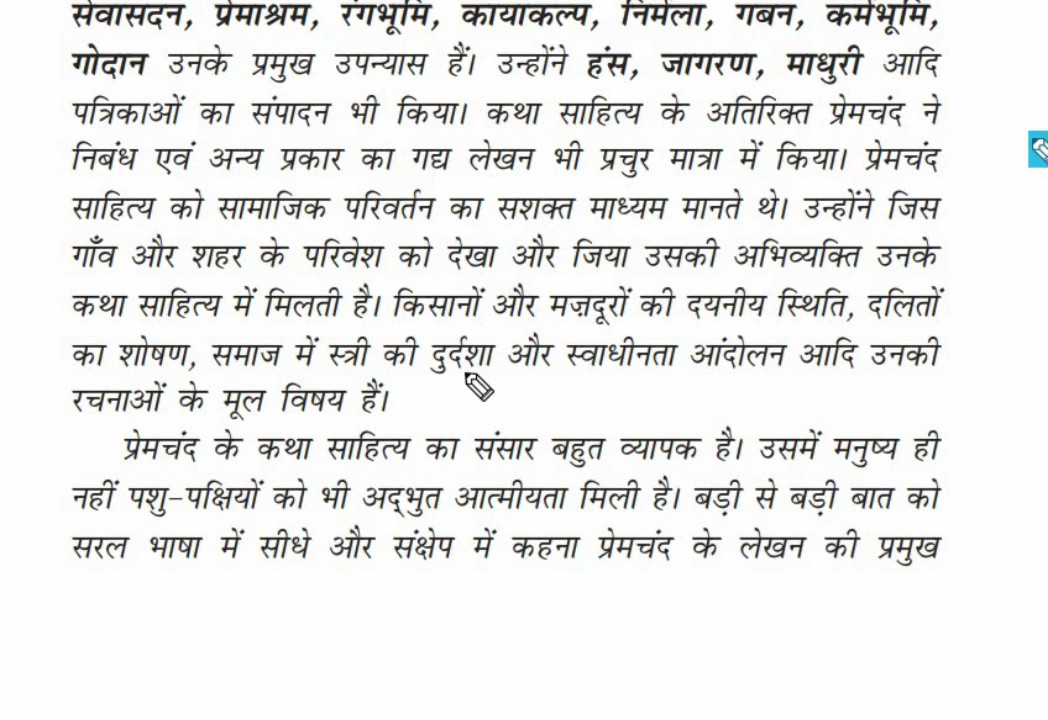 सेवासदन, प्रेमाश्रम, रंगभूमि, कायाकल्प, निर्मला, गबन, कर्मभूमि,
गोदान उनके प्रमुख उपन्यास हैं। उन्होंने हंस, जागरण, माधुरी आदि
पत्रिकाओं का संपादन भी किया। कथा साहित्य के अतिरिक्त प्रेमचंद ने
निबंध एवं अन्य प्रकार का गद्य लेखन भी प्रचुर मात्रा में किया। प्रेमचंद
साहित्य को सामाजिक परिवर्तन का सशक्त माध्यम मानते थे। उन्होंने जिस
गाँव और शहर के परिवेश को देखा और जिया उसकी अभिव्यक्ति उनके
कथा साहित्य में मिलती है। किसानों और मज़दूरों की दयनीय स्थिति, दलितों
का शोषण, समाज में स्त्री की दुर्दशा और स्वाधीनता आंदोलन आदि उनकी
रचनाओं के मूल विषय हैं।
प्रेमचंद के कथा साहित्य का संसार बहुत व्यापक है। उसमें मनुष्य ही
नहीं पशु-पक्षियों को भी अद्‌भुत आत्मीयता मिली है। बड़ी से बड़ी बात को
सरल भाषा में सीधे और संक्षेप में कहना प्रेमचंद के लेखन की प्रमुख